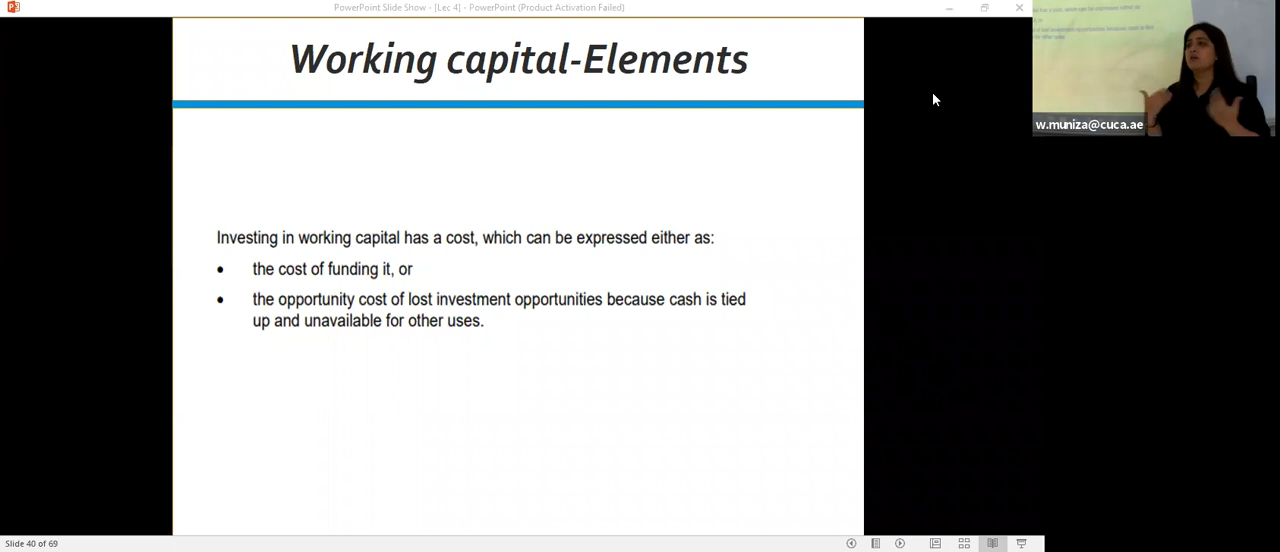 PowerPoint Slide Show - [Lec 4] - PowerPoint (Product Activation Failed)
Working capital-Elements
Investing in working capital has a cost, which can be expressed either as:
• the cost of funding it, or
• the opportunity cost of lost investment opportunities because cash is tied
up and unavailable for other uses.
w.muniza@cuca.ae
Slide 40 of 69